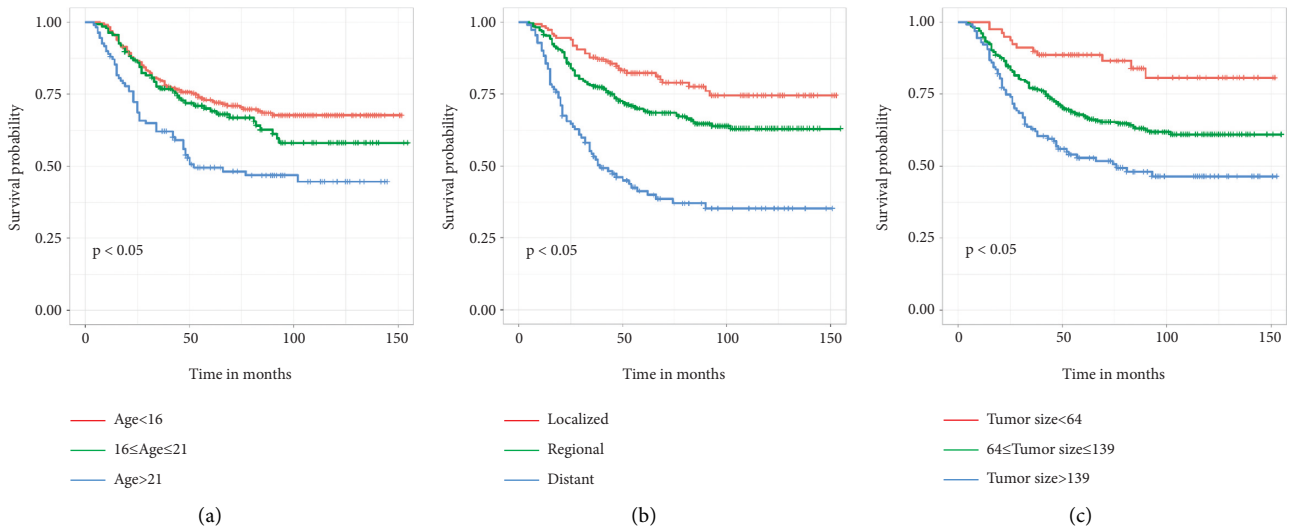 1.00
0.75
0.50
0.25
0.00
Survival probability
p < 0.05
0 50 100 150
Time in months
Age<16
16≤Age≤21
Age>21
(a)
1.00
0.75
0.50
0.25
0.00
Survival probability
p < 0.05
0 50 100 150
Time in months
Localized
Regional
Distant
(b)
1.00
0.75
0.50
0.25
0.00
Survival probability
p < 0.05
0 50 100 150
Time in months
Tumor size<64
64≤Tumor size≤139
Tumor size>139
(c)